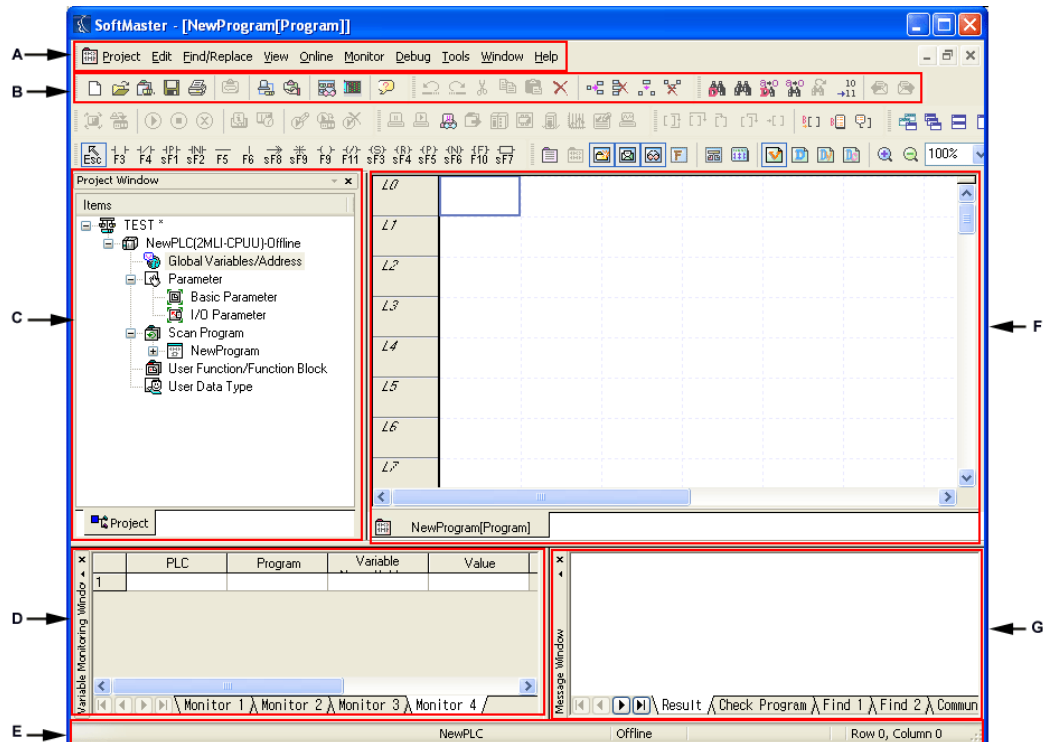 SoftMaster - [NewProgram[Program]]
A
Project Edit Find/Replace View Online Monitor Debug Tools Window Help
B
Esc F3 F4 sF1 sF2 F5 F6 sF8 sF9 F9 F11 sF3 sF4 sF5 sF6 F10 sF7
100%
Project Window
Items
TEST *
NewPLC(2MLI-CPUU)-Offline
Global Variables/Address
Parameter
Basic Parameter
I/O Parameter
Scan Program
NewProgram
User Function/Function Block
User Data Type
Project
C
L0
L1
L2
L3
L4
L5
L6
L7
NewProgram[Program]
F
Variable Monitoring Windo
PLC Program Variable Value
1
Monitor 1 Monitor 2 Monitor 3 Monitor 4
D
Message Window
Result Check Program Find 1 Find 2 Commun
G
E
NewPLC Offline Row 0, Column 0